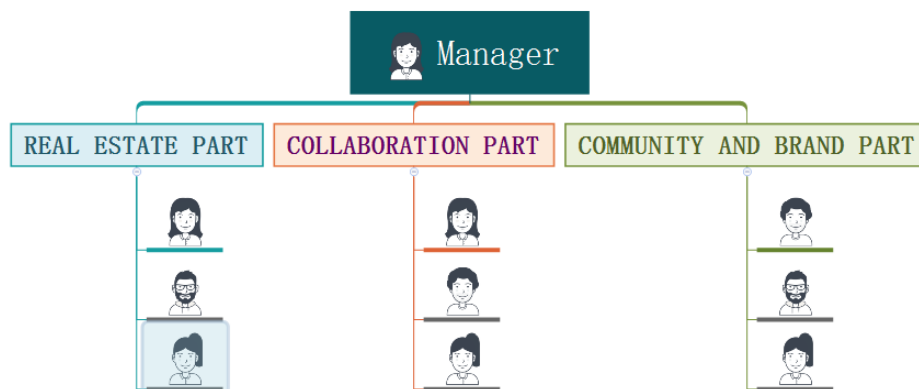 Manager
REAL ESTATE PART
COLLABORATION PART
COMMUNITY AND BRAND PART